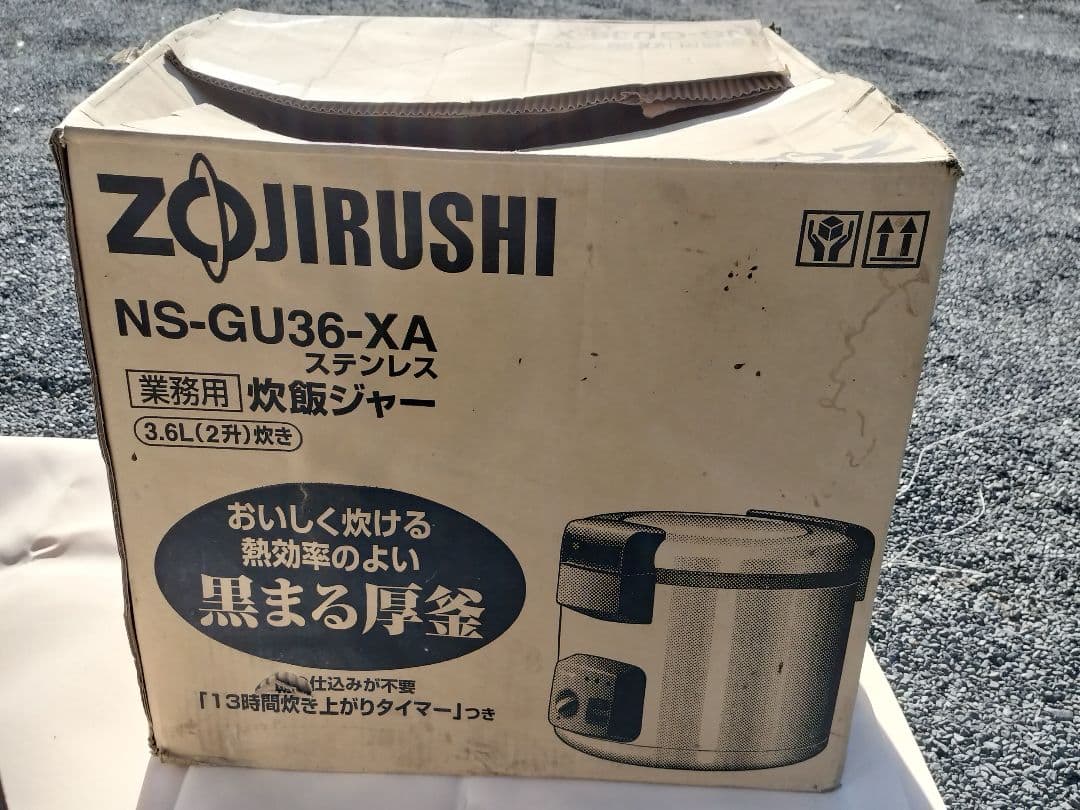 ZOJIRUSHI
NS-GU36-XA
ステンレス
業務用 炊飯ジャー
3.6L(2升)炊き
おいしく炊ける
熱効率のよい
黒まる厚釜
仕込みが不要
「13時間炊き上がりタイマー」つき